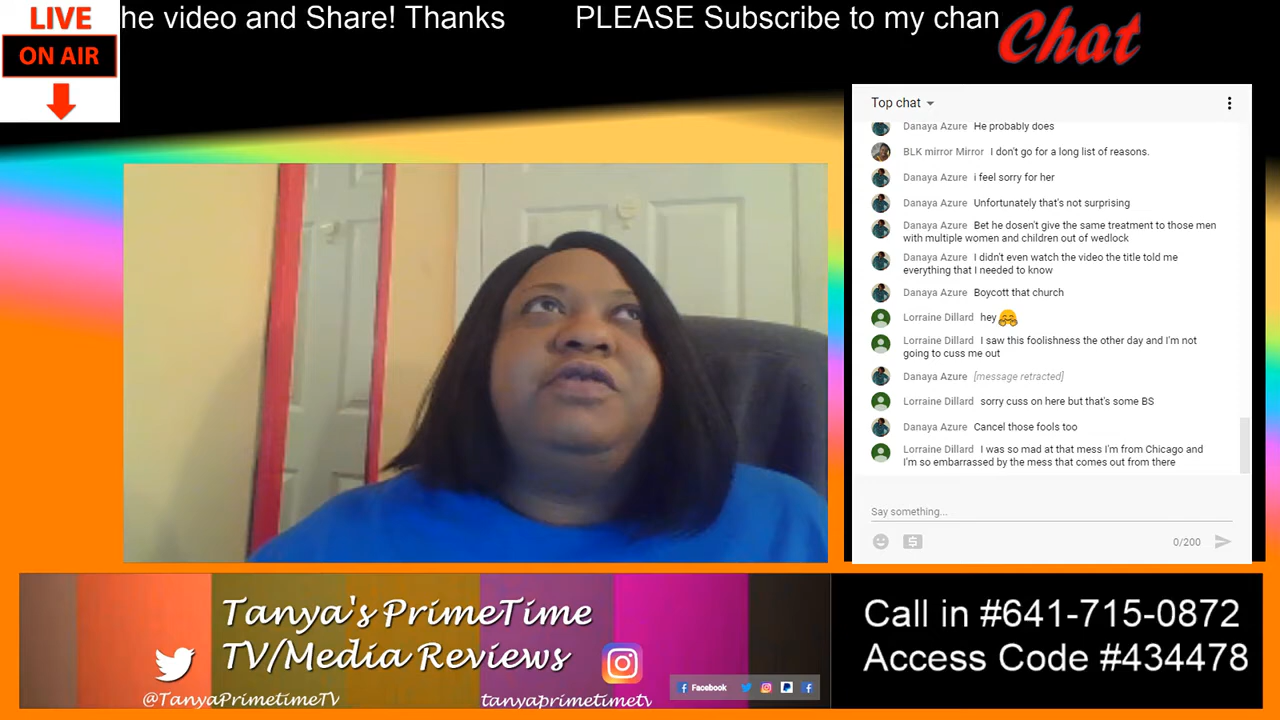 LIVE
ON AIR
he video and Share! Thanks
PLEASE Subscribe to my chan
Chat
Top chat
Danaya Azure He probably does
BLK mirror Mirror I don't go for a long list of reasons.
Danaya Azure i feel sorry for her
Danaya Azure Unfortunately that's not surprising
Danaya Azure Bet he dosen't give the same treatment to those men
with multiple women and children out of wedlock
Danaya Azure I didn't even watch the video the title told me
everything that I needed to know
Danaya Azure Boycott that church
Lorraine Dillard hey
Lorraine Dillard I saw this foolishness the other day and I'm not
going to cuss me out
Danaya Azure [message retracted]
Lorraine Dillard sorry cuss on here but that's some BS
Danaya Azure Cancel those fools too
Lorraine Dillard I was so mad at that mess I'm from Chicago and
I'm so embarrassed by the mess that comes out from there
Say something...
0/200
Tanya's PrimeTime
TV/Media Reviews
@TanyaPrimetimeTV
tanyaprimetimetv
Facebook
Call in #641-715-0872
Access Code #434478